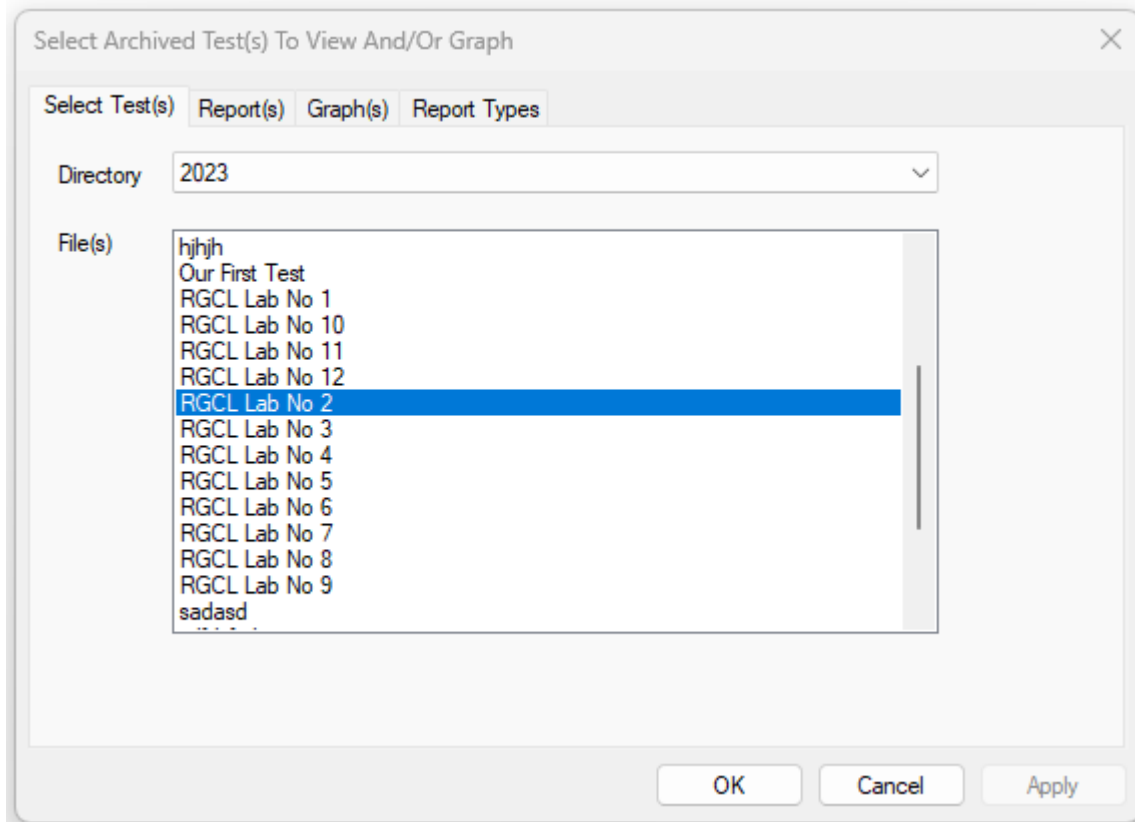 Select Archived Test(s) To View And/Or Graph
Select Test(s) Report(s) Graph(s) Report Types
Directory 2023
File(s)
hjhjh
Our First Test
RGCL Lab No 1
RGCL Lab No 10
RGCL Lab No 11
RGCL Lab No 12
RGCL Lab No 2
RGCL Lab No 3
RGCL Lab No 4
RGCL Lab No 5
RGCL Lab No 6
RGCL Lab No 7
RGCL Lab No 8
RGCL Lab No 9
sadasd
OK Cancel Apply